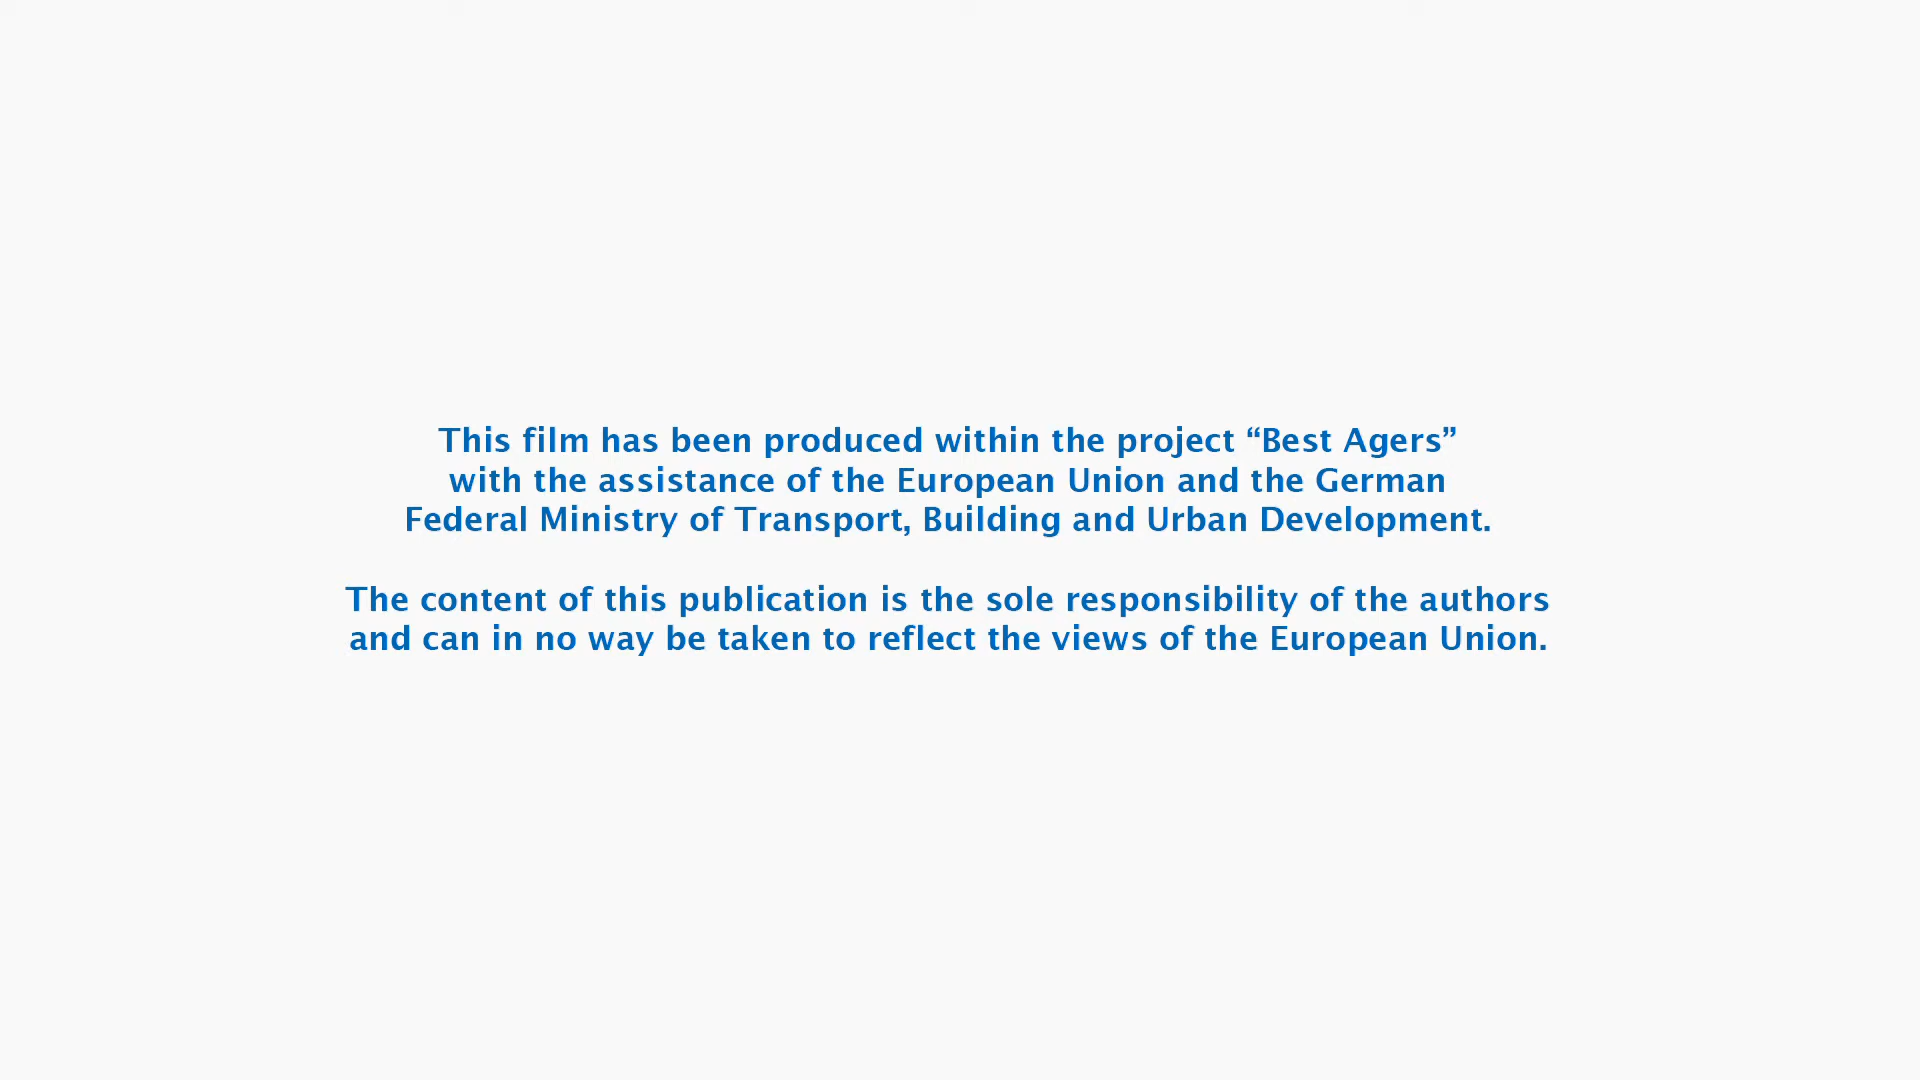 This film has been produced within the project “Best Agers”
with the assistance of the European Union and the German
Federal Ministry of Transport, Building and Urban Development.
The content of this publication is the sole responsibility of the authors
and can in no way be taken to reflect the views of the European Union.